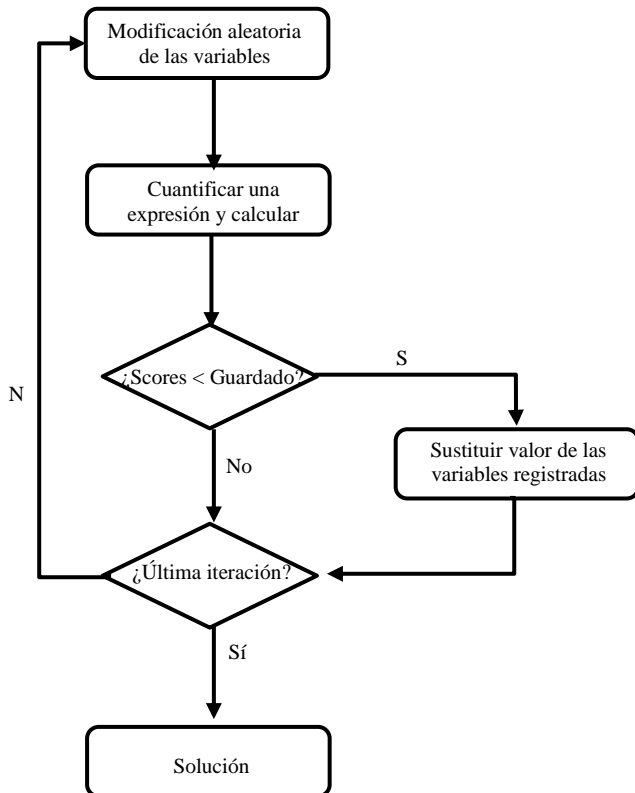 Modificación aleatoria
de las variables
Cuantificar una
expresión y calcular
¿Scores < Guardado?
S
N
Sustituir valor de las
variables registradas
No
¿Última iteración?
Sí
Solución